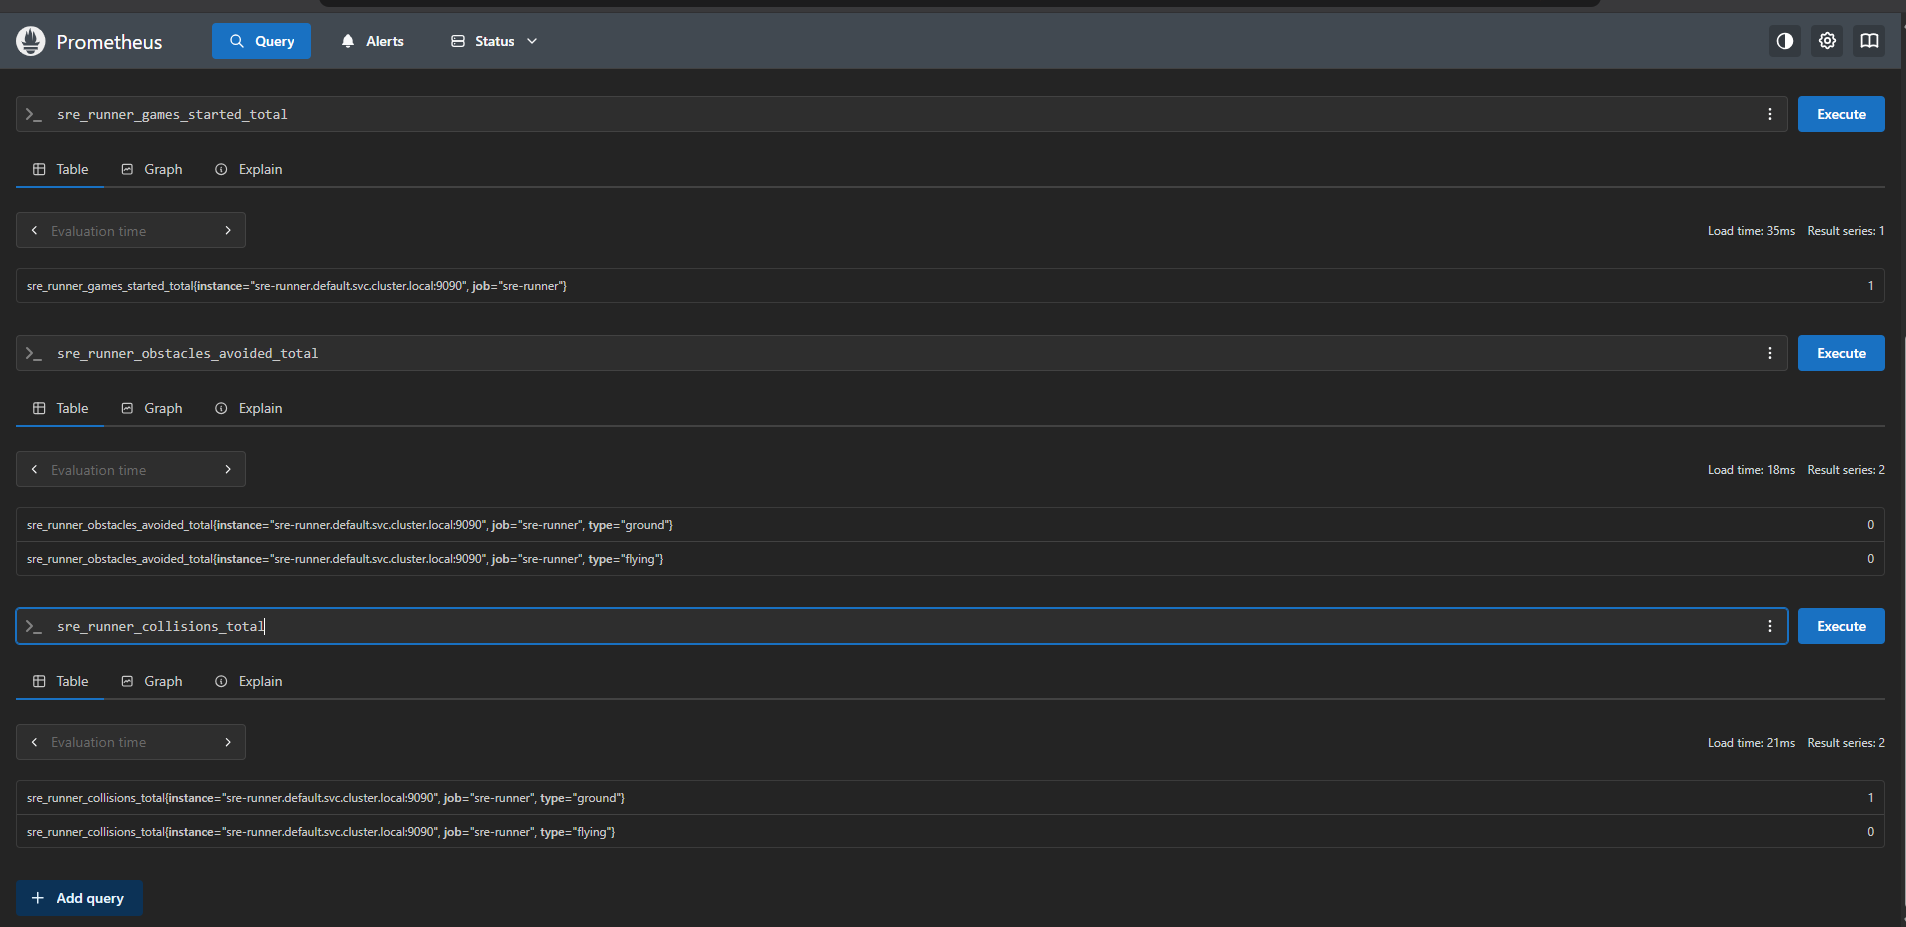 Prometheus Query Alerts Status
sre_runner_games_started_total Execute
Table Graph Explain
Evaluation time Load time: 35ms Result series: 1
sre_runner_games_started_total{instance="sre-runner.default.svc.cluster.local:9090", job="sre-runner"} 1
sre_runner_obstacles_avoided_total Execute
Table Graph Explain
Evaluation time Load time: 18ms Result series: 2
sre_runner_obstacles_avoided_total{instance="sre-runner.default.svc.cluster.local:9090", job="sre-runner", type="ground"} 0
sre_runner_obstacles_avoided_total{instance="sre-runner.default.svc.cluster.local:9090", job="sre-runner", type="flying"} 0
sre_runner_collisions_total Execute
Table Graph Explain
Evaluation time Load time: 21ms Result series: 2
sre_runner_collisions_total{instance="sre-runner.default.svc.cluster.local:9090", job="sre-runner", type="ground"} 1
sre_runner_collisions_total{instance="sre-runner.default.svc.cluster.local:9090", job="sre-runner", type="flying"} 0
Add query